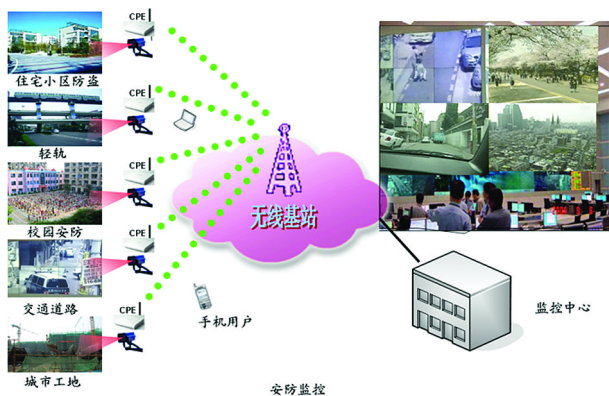 CPE
住宅小区防盗
CPE
轻轨
CPE
校园安防
CPE
交通道路
CPE
城市工地
无线基站
手机用户
监控中心
安防监控